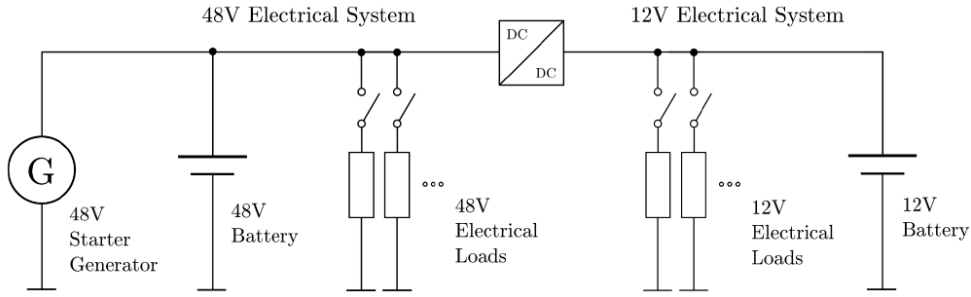 48V Electrical System
12V Electrical System
DC
DC
G
48V
Starter
Generator
48V
Battery
48V
Electrical
Loads
12V
Electrical
Loads
12V
Battery